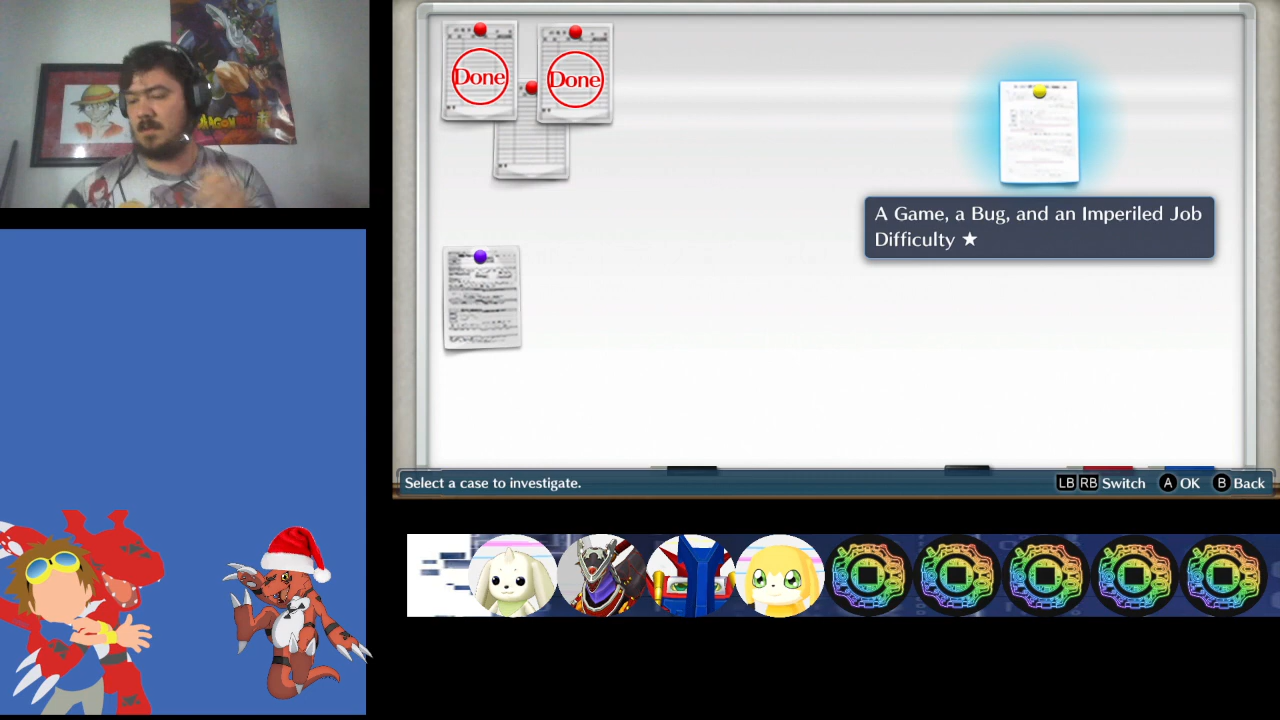 Done
Done
A Game, a Bug, and an Imperiled Job
Difficulty ★
Select a case to investigate.
LB RB Switch A OK B Back